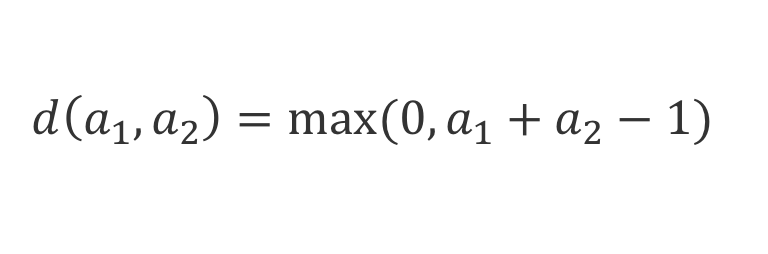 d(a₁, a₂) = max(0, a₁ + a₂ − 1)